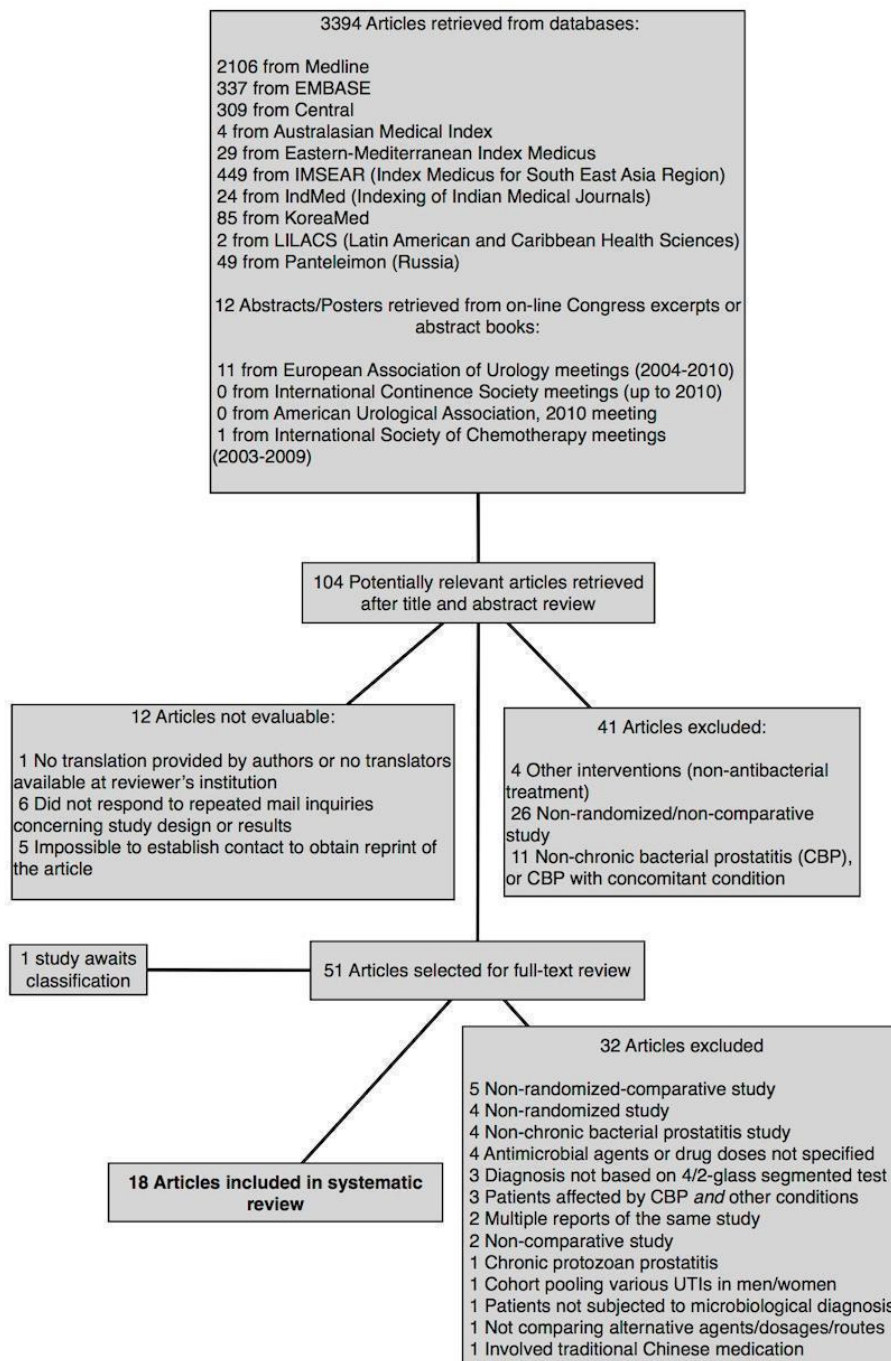 3394 Articles retrieved from databases:
2106 from Medline
337 from EMBASE
309 from Central
4 from Australasian Medical Index
29 from Eastern-Mediterranean Index Medicus
449 from IMSEAR (Index Medicus for South East Asia Region)
24 from IndMed (Indexing of Indian Medical Journals)
85 from KoreaMed
2 from LILACS (Latin American and Caribbean Health Sciences)
49 from Panteleimon (Russia)
12 Abstracts/Posters retrieved from on-line Congress excerpts or
abstract books:
11 from European Association of Urology meetings (2004-2010)
0 from International Continence Society meetings (up to 2010)
0 from American Urological Association, 2010 meeting
1 from International Society of Chemotherapy meetings
(2003-2009)
104 Potentially relevant articles retrieved
after title and abstract review
12 Articles not evaluable:
1 No translation provided by authors or no translators
available at reviewer's institution
6 Did not respond to repeated mail inquiries
concerning study design or results
5 Impossible to establish contact to obtain reprint of
the article
41 Articles excluded:
4 Other interventions (non-antibacterial
treatment)
26 Non-randomized/non-comparative
study
11 Non-chronic bacterial prostatitis (CBP),
or CBP with concomitant condition
1 study awaits
classification
51 Articles selected for full-text review
32 Articles excluded
5 Non-randomized-comparative study
4 Non-randomized study
4 Non-chronic bacterial prostatitis study
4 Antimicrobial agents or drug doses not specified
3 Diagnosis not based on 4/2-glass segmented test
3 Patients affected by CBP and other conditions
2 Multiple reports of the same study
2 Non-comparative study
1 Chronic protozoan prostatitis
1 Cohort pooling various UTIs in men/women
1 Patients not subjected to microbiological diagnosis
1 Not comparing alternative agents/dosages/routes
1 Involved traditional Chinese medication
18 Articles included in systematic
review